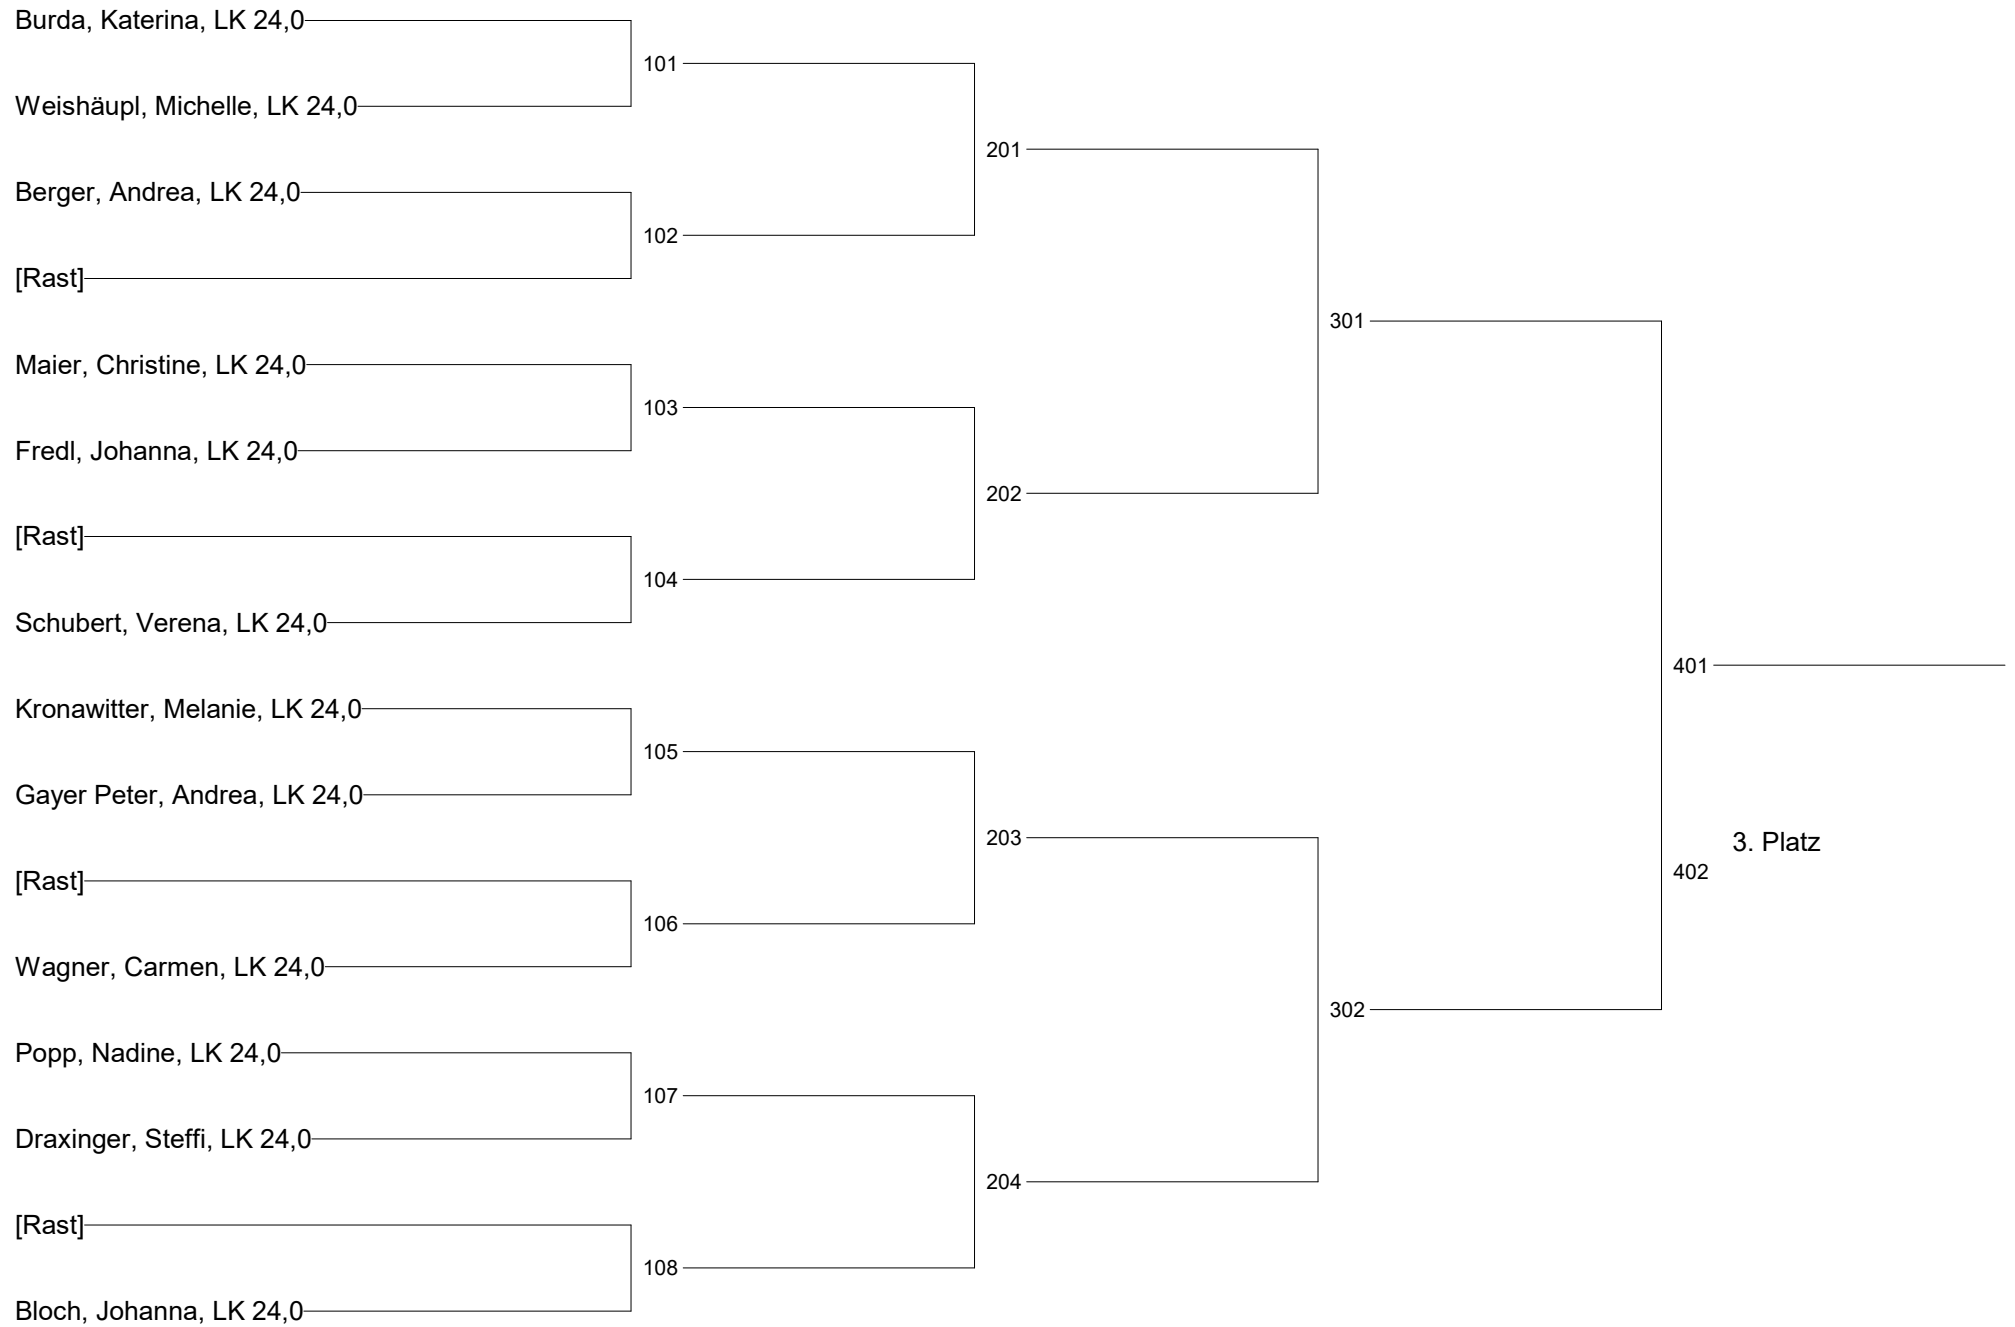 Burda, Katerina, LK 24,0
101
Weishäupl, Michelle, LK 24,0
201
Berger, Andrea, LK 24,0
102
[Rast]
301
Maier, Christine, LK 24,0
103
Fredl, Johanna, LK 24,0
202
[Rast]
104
Schubert, Verena, LK 24,0
401
Kronawitter, Melanie, LK 24,0
105
Gayer Peter, Andrea, LK 24,0
203
3. Platz
402
[Rast]
106
Wagner, Carmen, LK 24,0
302
Popp, Nadine, LK 24,0
107
Draxinger, Steffi, LK 24,0
204
[Rast]
108
Bloch, Johanna, LK 24,0